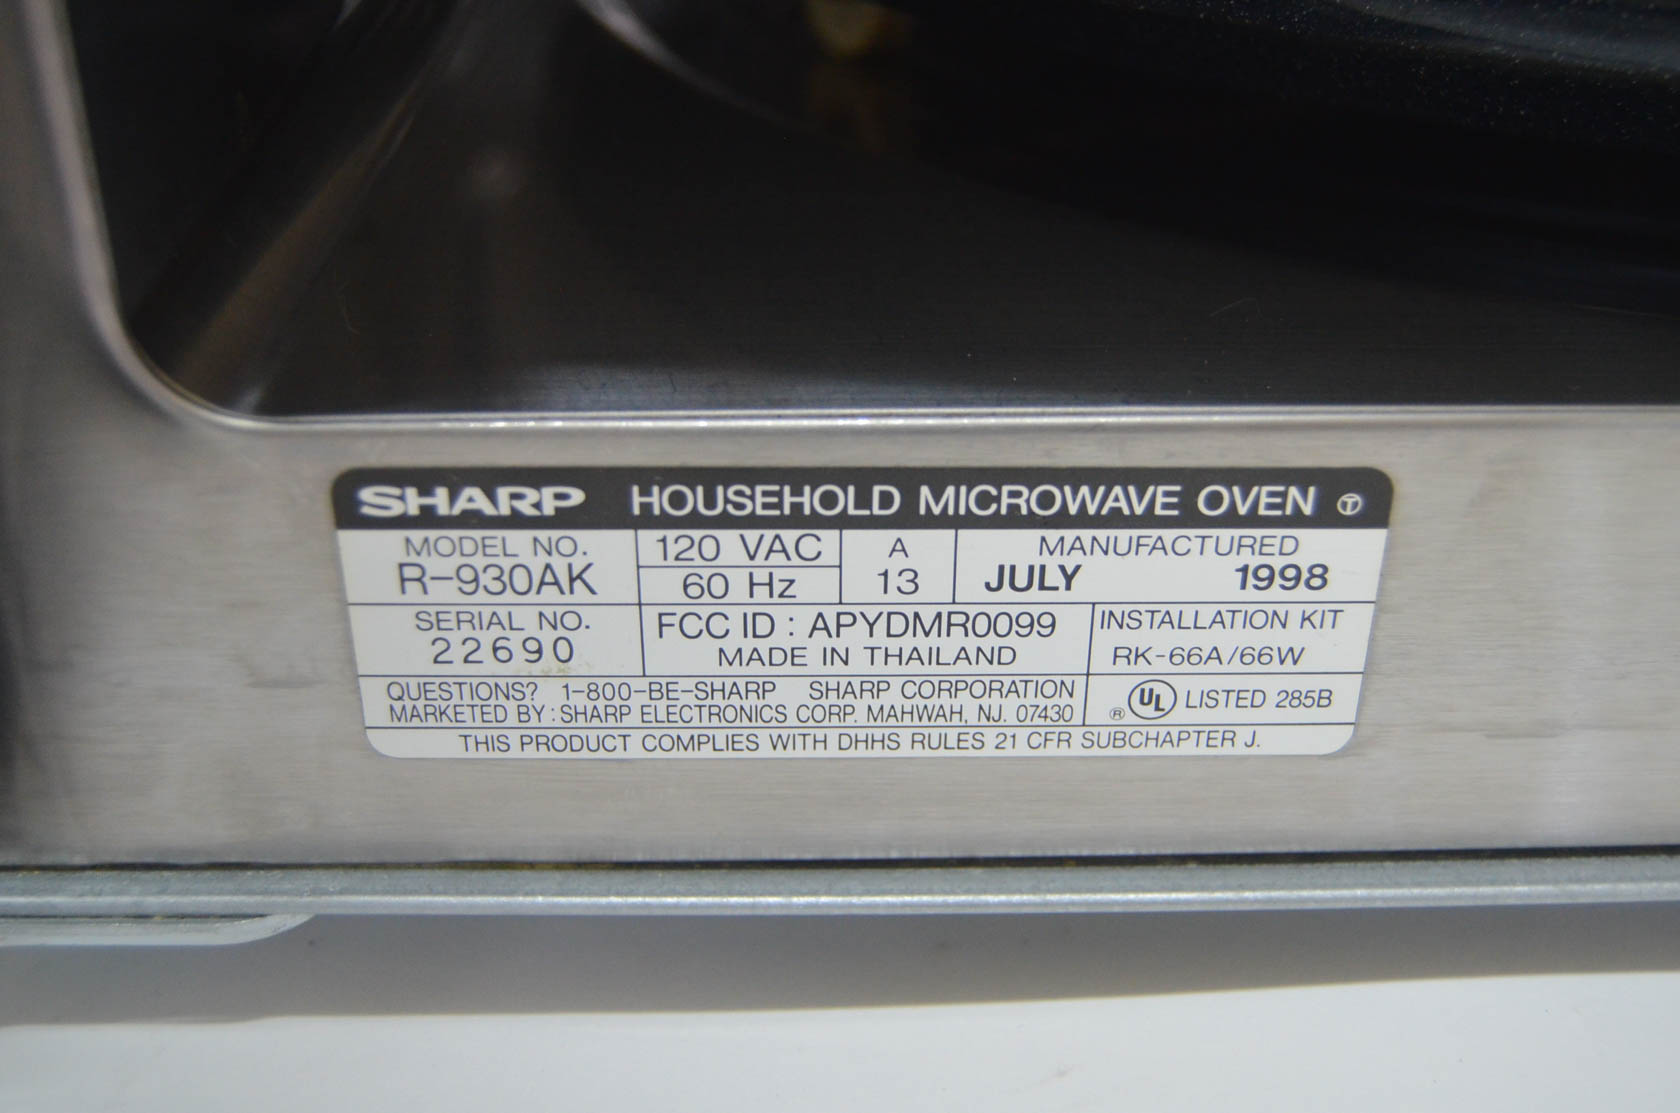 SHARP HOUSEHOLD MICROWAVE OVEN Ⓣ
MODEL NO.
R-930AK
120 VAC
60 Hz
A
13
MANUFACTURED
JULY 1998
SERIAL NO.
22690
FCC ID : APYDMR0099
MADE IN THAILAND
INSTALLATION KIT
RK-66A/66W
QUESTIONS? 1-800-BE-SHARP SHARP CORPORATION
MARKETED BY : SHARP ELECTRONICS CORP. MAHWAH, NJ. 07430
® UL LISTED 285B
THIS PRODUCT COMPLIES WITH DHHS RULES 21 CFR SUBCHAPTER J.